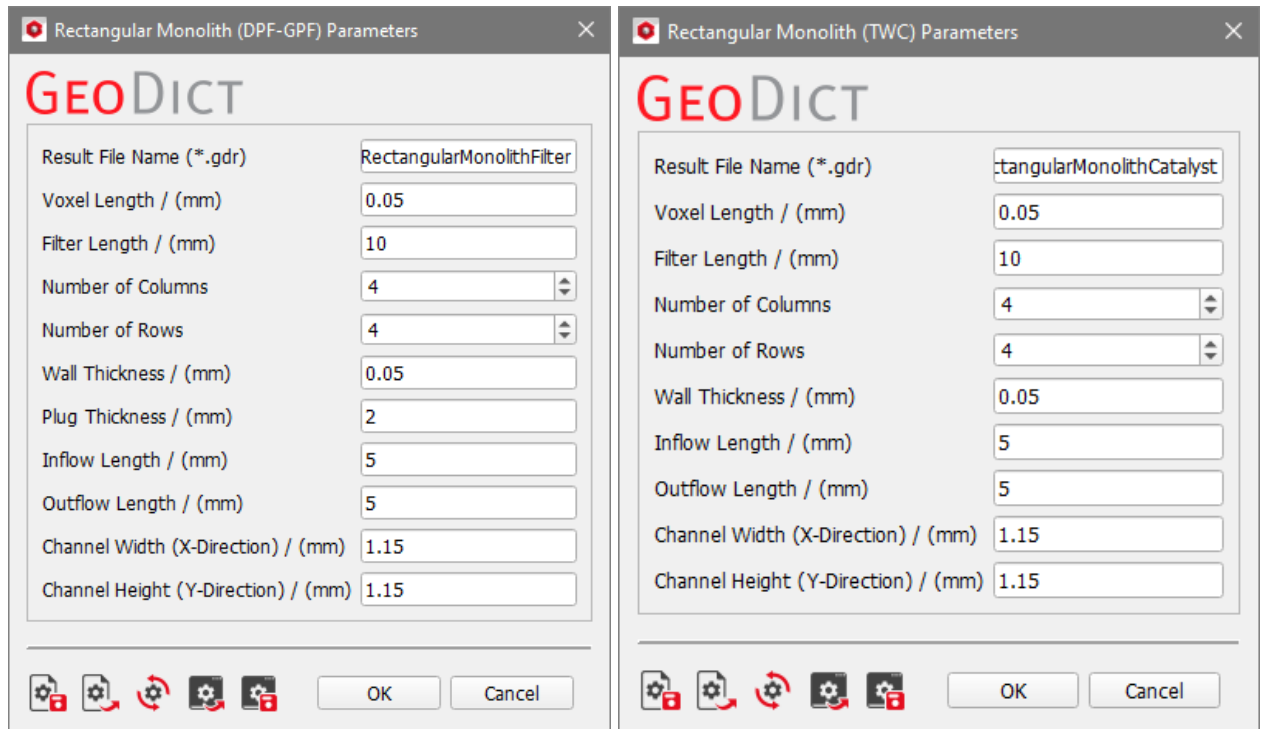 Rectangular Monolith (DPF-GPF) Parameters
GEODICT
Result File Name (*.gdr) RectangularMonolithFilter
Voxel Length / (mm) 0.05
Filter Length / (mm) 10
Number of Columns 4
Number of Rows 4
Wall Thickness / (mm) 0.05
Plug Thickness / (mm) 2
Inflow Length / (mm) 5
Outflow Length / (mm) 5
Channel Width (X-Direction) / (mm) 1.15
Channel Height (Y-Direction) / (mm) 1.15
OK Cancel
Rectangular Monolith (TWC) Parameters
GEODICT
Result File Name (*.gdr) ctangularMonolithCatalyst
Voxel Length / (mm) 0.05
Filter Length / (mm) 10
Number of Columns 4
Number of Rows 4
Wall Thickness / (mm) 0.05
Inflow Length / (mm) 5
Outflow Length / (mm) 5
Channel Width (X-Direction) / (mm) 1.15
Channel Height (Y-Direction) / (mm) 1.15
OK Cancel